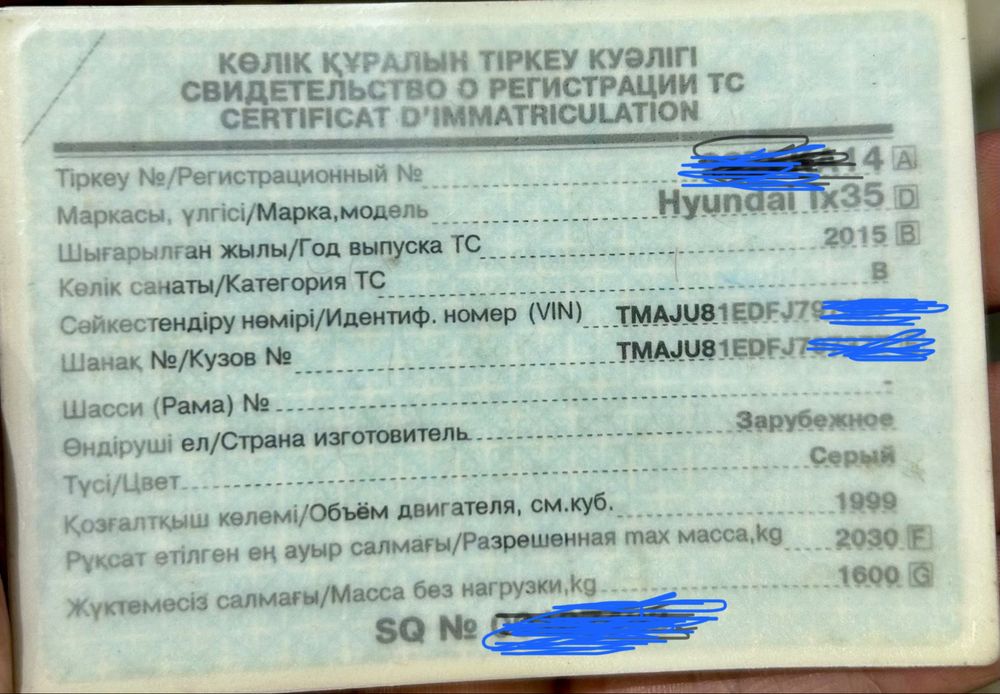 КӨЛІК ҚҰРАЛЫН ТІРКЕУ КУӘЛІГІ
СВИДЕТЕЛЬСТВО О РЕГИСТРАЦИИ ТС
CERTIFICAT D'IMMATRICULATION
Тіркеу №/Регистрационный № 14 A
Маркасы, үлгісі/Марка,модель Hyundai ix35 D
Шығарылған жылы/Год выпуска ТС 2015 B
Көлік санаты/Категория ТС B
Сәйкестендіру нөмірі/Идентиф. номер (VIN) TMAJU81EDFJ79
Шанақ №/Кузов № TMAJU81EDFJ7
Шасси (Рама) № -
Өндіруші ел/Страна изготовитель Зарубежное
Түсі/Цвет Серый
Қозғалтқыш көлемі/Объём двигателя, см.куб. 1999
Рұқсат етілген ең ауыр салмағы/Разрешенная max масса,kg 2030 F
Жүктемесіз салмағы/Масса без нагрузки,kg 1600 G
SQ №